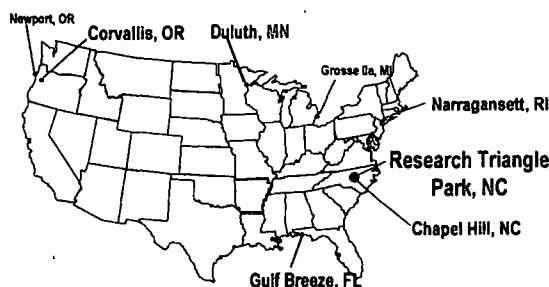 Newport, OR
Corvallis, OR
Duluth, MN
Grosse Ila, MI
Narragansett, RI
Research Triangle
Park, NC
Chapel Hill, NC
Gulf Breeze, FL